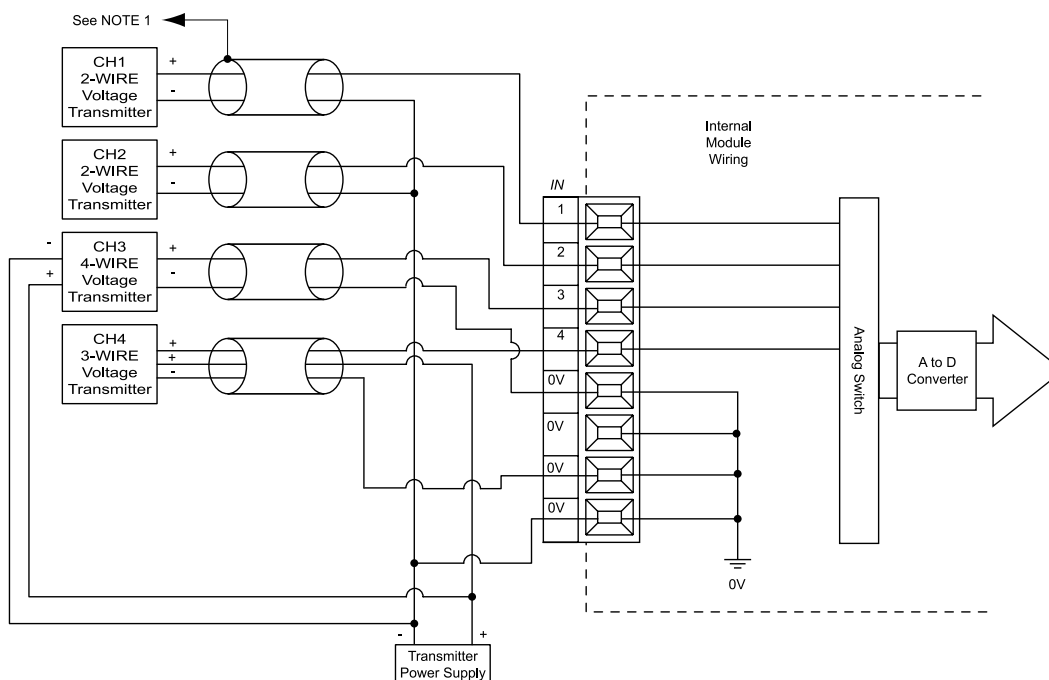 See NOTE 1
CH1
2-WIRE
Voltage
Transmitter
+
-
CH2
2-WIRE
Voltage
Transmitter
+
-
-
+
CH3
4-WIRE
Voltage
Transmitter
+
-
CH4
3-WIRE
Voltage
Transmitter
+
+
-
Internal
Module
Wiring
IN
1
2
3
4
0V
0V
0V
0V
0V
Analog Switch
A to D
Converter
-
+
Transmitter
Power Supply